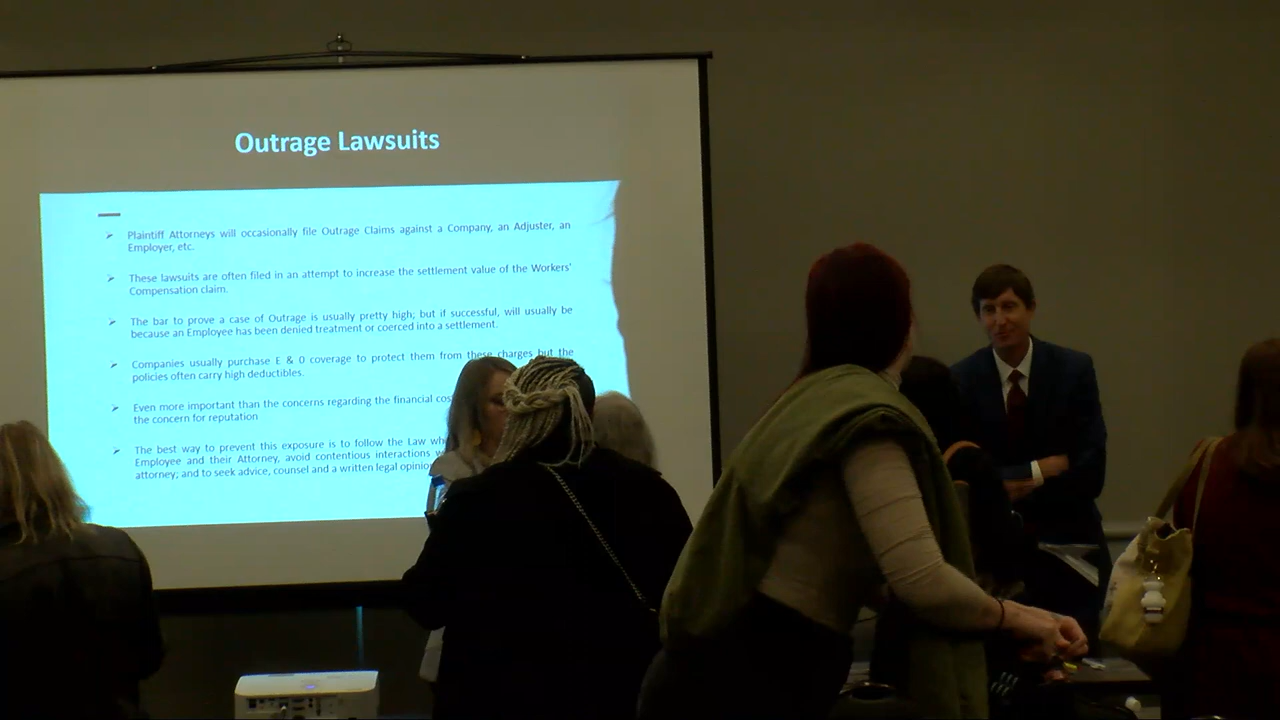 Outrage Lawsuits
➢ Plaintiff Attorneys will occasionally file Outrage Claims against a Company, an Adjuster, an
Employer, etc.
➢ These lawsuits are often filed in an attempt to increase the settlement value of the Workers'
Compensation claim.
➢ The bar to prove a case of Outrage is usually pretty high; but if successful, will usually be
because an Employee has been denied treatment or coerced into a settlement.
➢ Companies usually purchase E & O coverage to protect them from these charges but the
policies often carry high deductibles.
➢ Even more important than the concerns regarding the financial
the concern for reputation
➢ The best way to prevent this exposure is to follow the Law
Employee and their Attorney, avoid contentious interactions
attorney; and to seek advice, counsel and a written legal